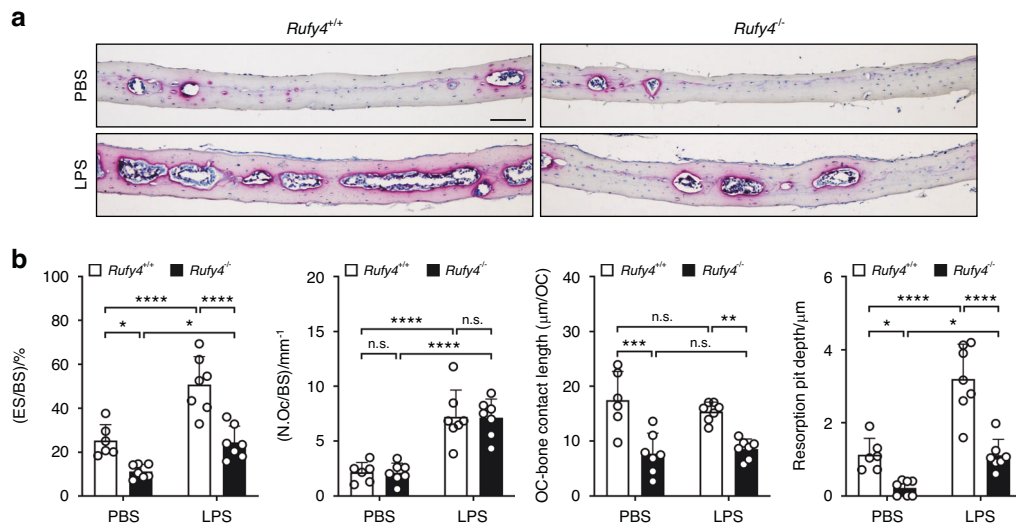 a
Rufy4+/+
Rufy4-/-
PBS
LPS
b
(ES/BS)/%
Rufy4+/+ Rufy4-/-
100
80
60
40
20
0
****
****
*
*
PBS LPS
(N.Oc/BS)/mm-1
Rufy4+/+ Rufy4-/-
20
15
10
5
0
****
n.s.
n.s.
****
PBS LPS
OC-bone contact length (μm/OC)
Rufy4+/+ Rufy4-/-
40
30
20
10
0
n.s.
**
***
n.s.
PBS LPS
Resorption pit depth/μm
Rufy4+/+ Rufy4-/-
6
4
2
0
****
****
*
*
PBS LPS